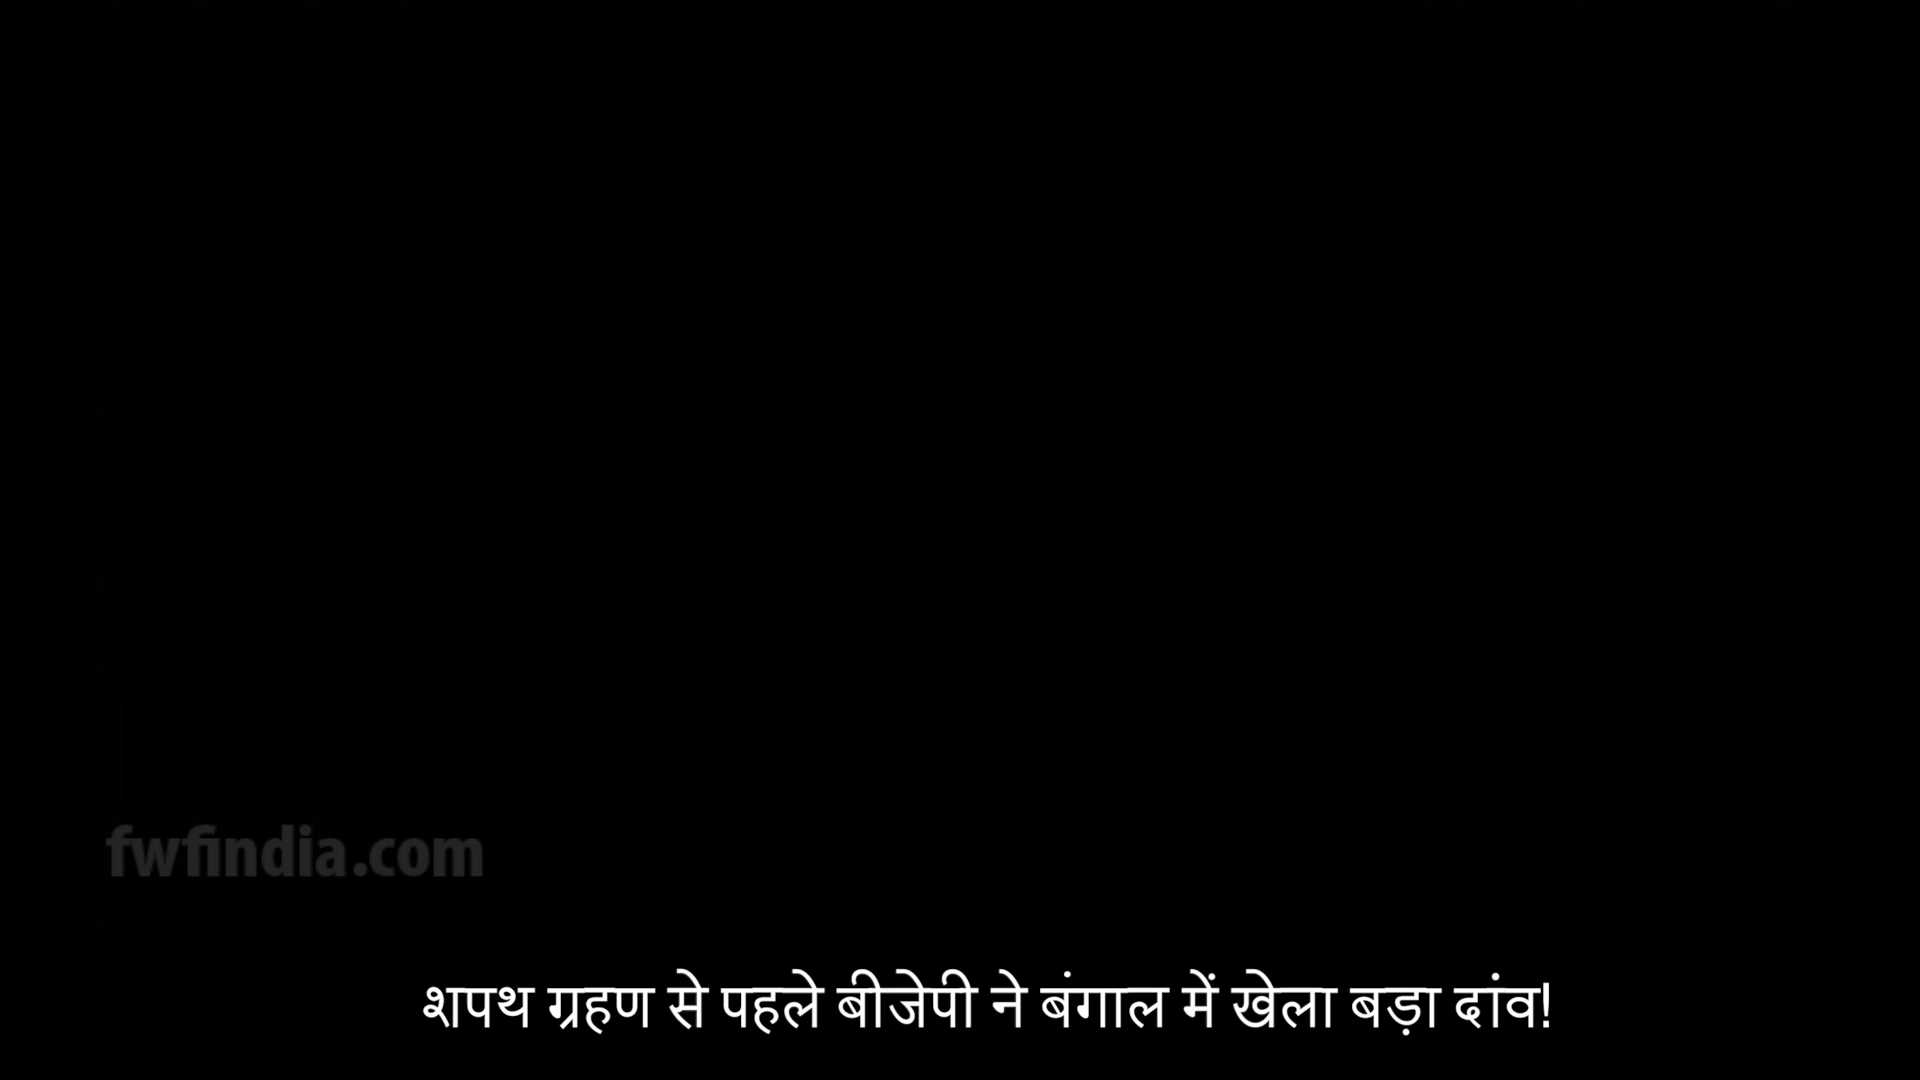 fwfindia.com
शपथ ग्रहण से पहले बीजेपी ने बंगाल में खेला बड़ा दांव!